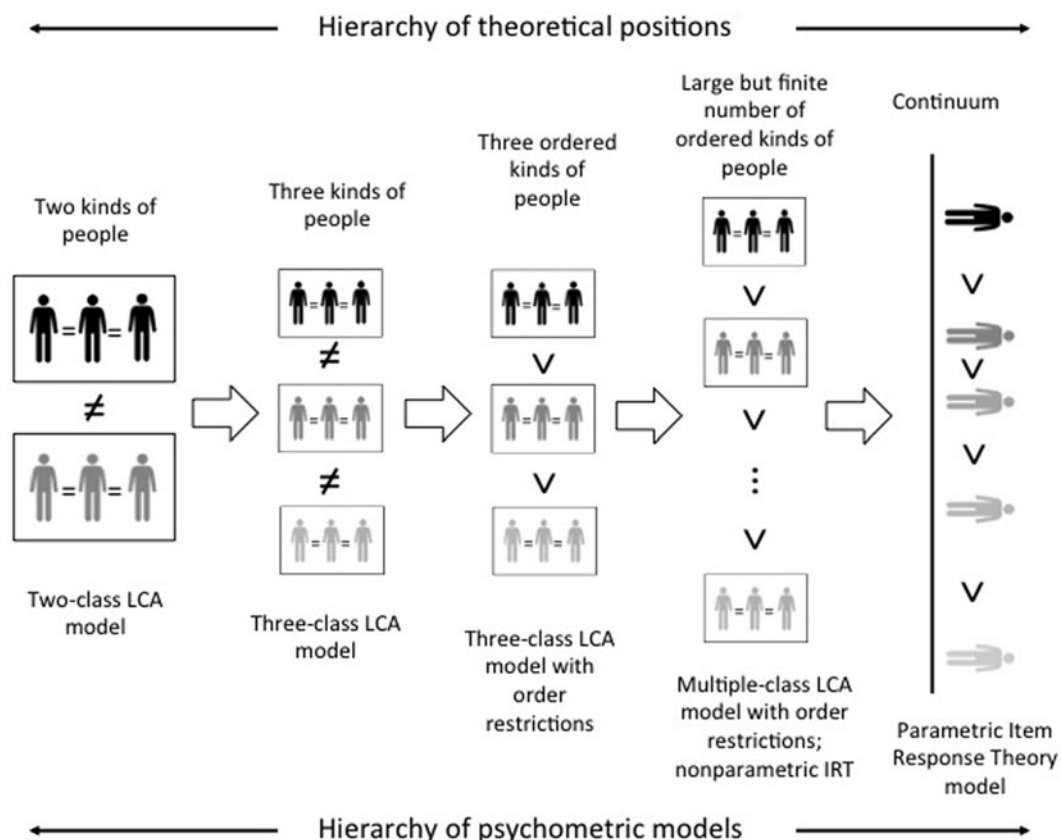 Hierarchy of theoretical positions
Two kinds of
people
=
=
≠
=
=
Two-class LCA
model
Three kinds of
people
=
=
≠
=
=
≠
=
=
Three-class LCA
model
Three ordered
kinds of
people
=
=
>
=
=
>
=
=
Three-class LCA
model with
order
restrictions
Large but finite
number of
ordered kinds of
people
=
=
>
=
=
>
⋮
>
=
=
Multiple-class LCA
model with order
restrictions;
nonparametric IRT
Continuum
>
>
>
>
Parametric Item
Response Theory
model
Hierarchy of psychometric models